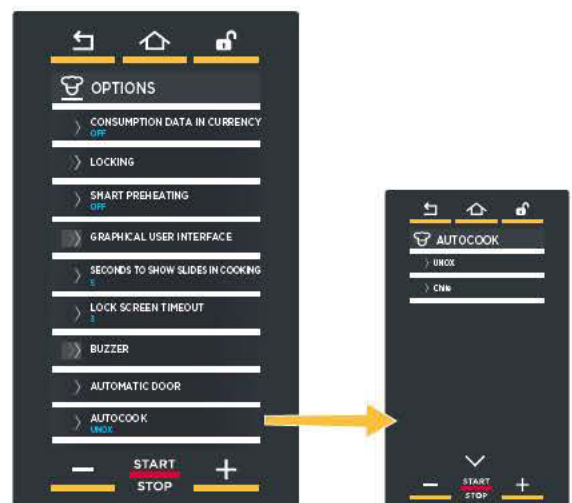 OPTIONS
CONSUMPTION DATA IN CURRENCY
OFF
LOCKING
SMART PREHEATING
OFF
GRAPHICAL USER INTERFACE
SECONDS TO SHOW SLIDES IN COOKING
5
LOCK SCREEN TIMEOUT
3
BUZZER
AUTOMATIC DOOR
AUTOCOOK
UNOX
START
STOP
AUTOCOOK
UNOX
Chile
START
STOP